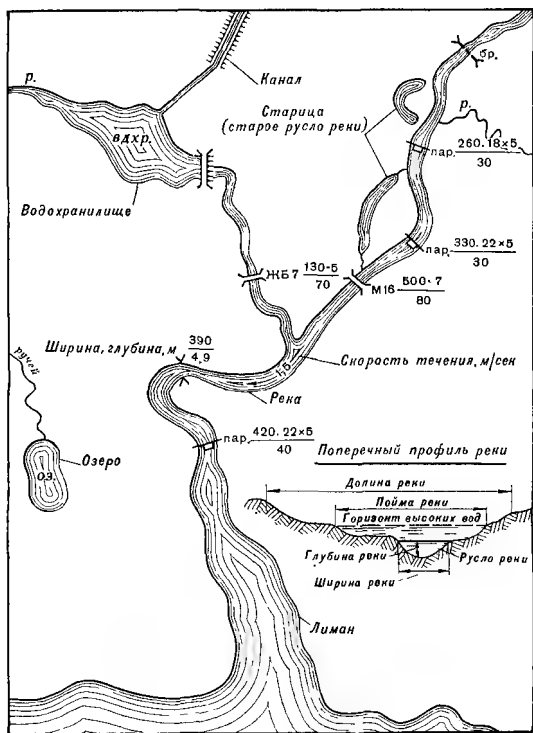 бр.
р.
Канал
Старица
(старое русло реки)
р.
вдхр.
пар. 260. 18×5
30
Водохранилище
пар. 330. 22×5
30
ЖБ 7 130-5
70
М16 500-7
80
Ширина, глубина, м 390
4,9
1,5
Скорость течения, м/сек
ручей
Река
Озеро
оз.
пар. 420. 22×5
40
Поперечный профиль реки
Долина реки
Пойма реки
Горизонт высоких вод
Глубина реки
Русло реки
Ширина реки
Лиман